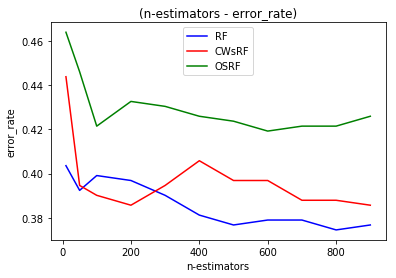 (n-estimators - error_rate)
RF
CWsRF
OSRF
error_rate
0.46
0.44
0.42
0.40
0.38
0
200
400
600
800
n-estimators